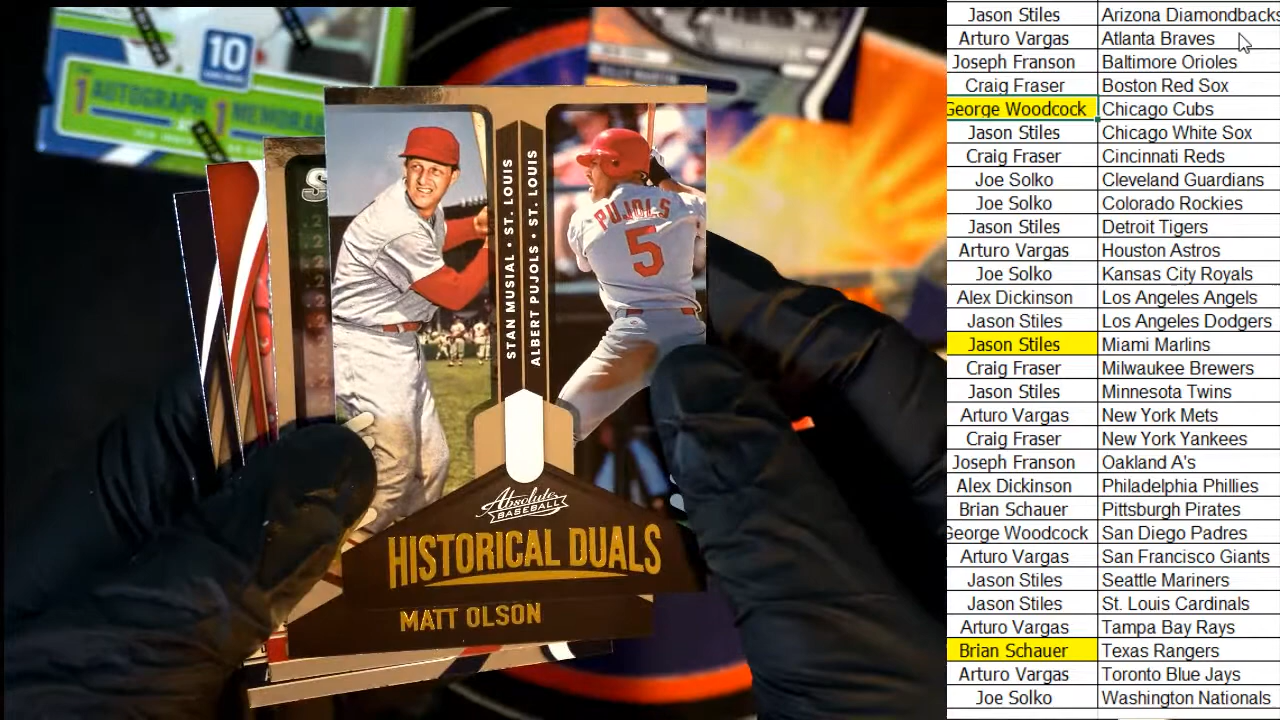 10
1 AUTOGRAPH
1 MEMORABILIA
STAN MUSIAL • ST. LOUIS
ALBERT PUJOLS • ST. LOUIS
PUJOLS
5
Absolute
BASEBALL
HISTORICAL DUALS
MATT OLSON
Jason Stiles Arizona Diamondbacks
Arturo Vargas Atlanta Braves
Joseph Franson Baltimore Orioles
Craig Fraser Boston Red Sox
George Woodcock Chicago Cubs
Jason Stiles Chicago White Sox
Craig Fraser Cincinnati Reds
Joe Solko Cleveland Guardians
Joe Solko Colorado Rockies
Jason Stiles Detroit Tigers
Arturo Vargas Houston Astros
Joe Solko Kansas City Royals
Alex Dickinson Los Angeles Angels
Jason Stiles Los Angeles Dodgers
Jason Stiles Miami Marlins
Craig Fraser Milwaukee Brewers
Jason Stiles Minnesota Twins
Arturo Vargas New York Mets
Craig Fraser New York Yankees
Joseph Franson Oakland A's
Alex Dickinson Philadelphia Phillies
Brian Schauer Pittsburgh Pirates
George Woodcock San Diego Padres
Arturo Vargas San Francisco Giants
Jason Stiles Seattle Mariners
Jason Stiles St. Louis Cardinals
Arturo Vargas Tampa Bay Rays
Brian Schauer Texas Rangers
Arturo Vargas Toronto Blue Jays
Joe Solko Washington Nationals